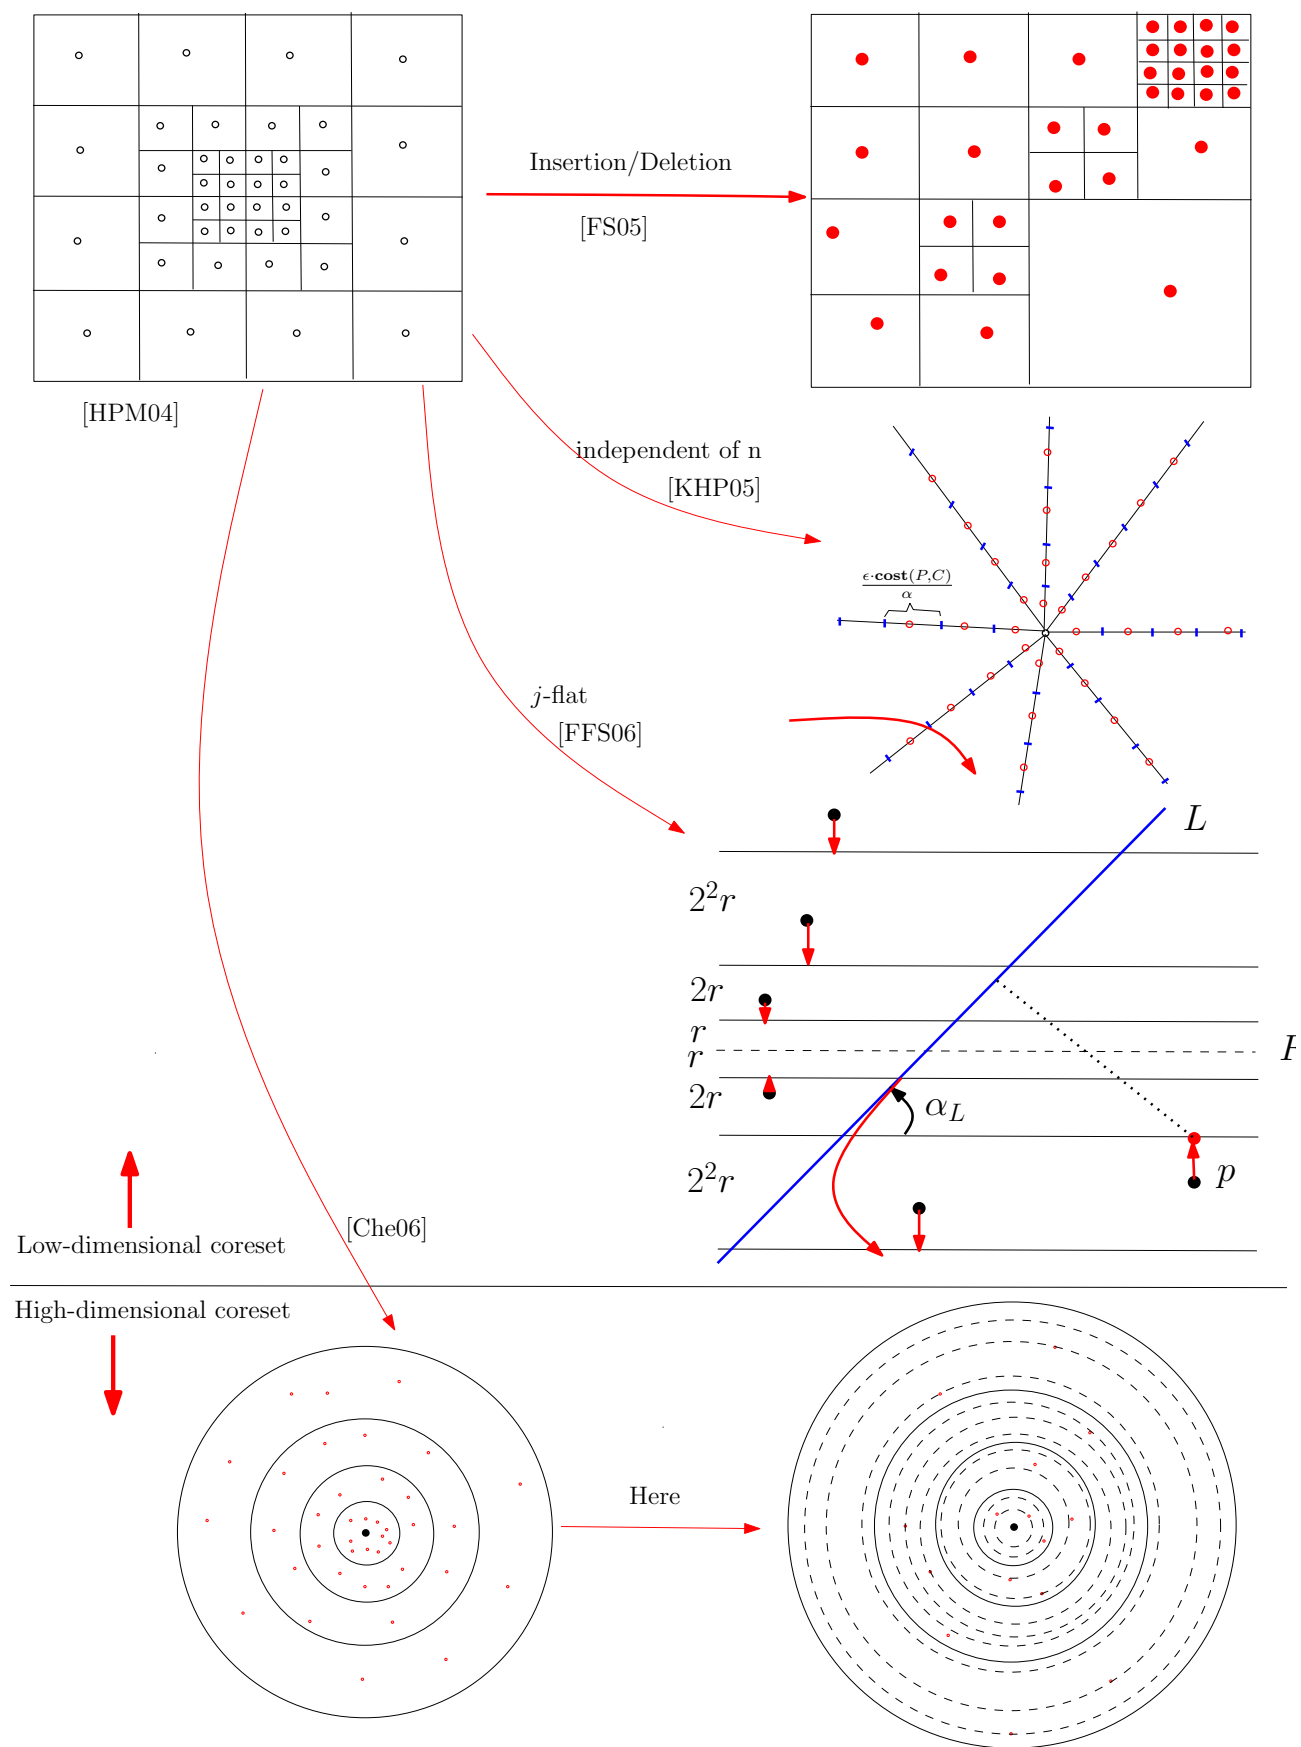 Insertion/Deletion
[FS05]
[HPM04]
independent of n
[KHP05]
ϵ·cost(P,C)
α
j-flat
[FFS06]
L
2²r
2r
r
r
2r
α_L
2²r
p
[Che06]
Low-dimensional coreset
High-dimensional coreset
Here